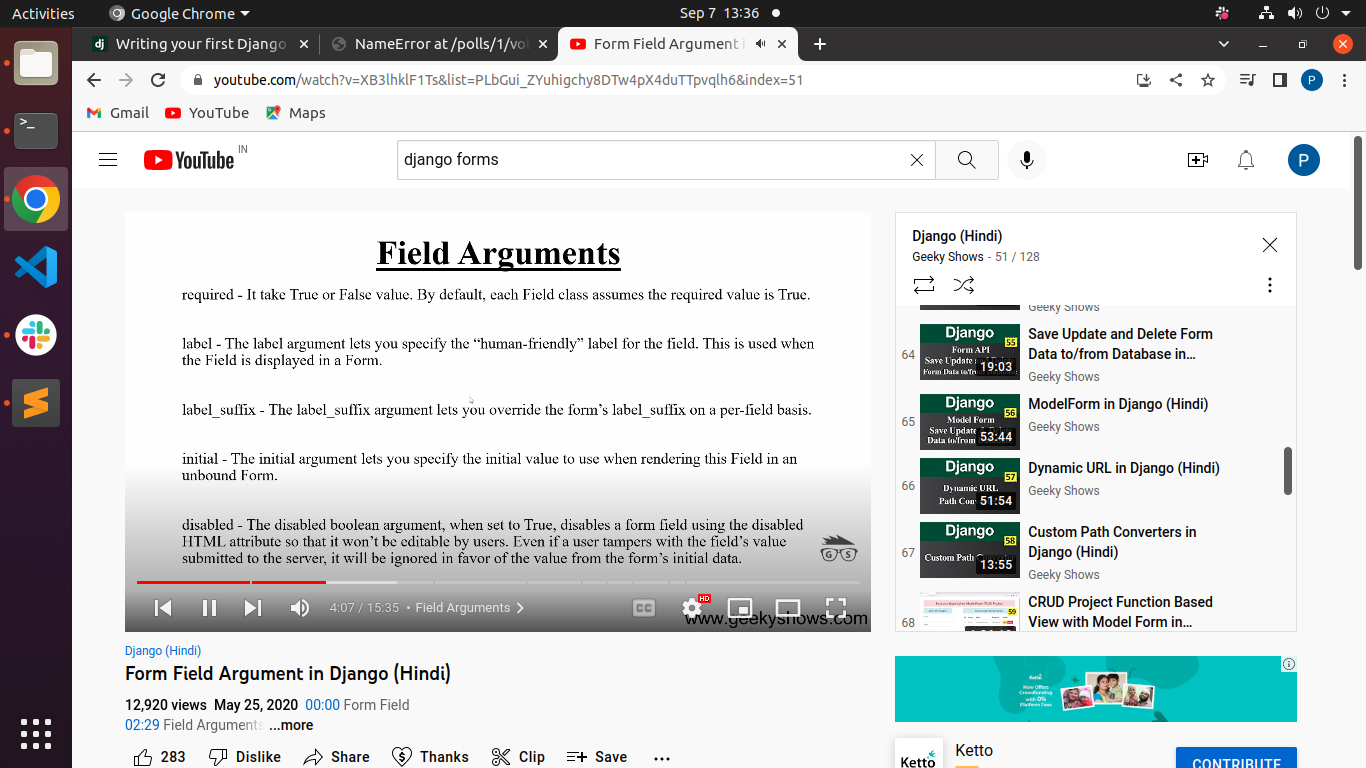 Activities
Google Chrome
Sep 7 13:36
Writing your first Django
NameError at /polls/1/vo
Form Field Argument i
youtube.com/watch?v=XB3lhklF1Ts&list=PLbGui_ZYuhigchy8DTw4pX4duTTpvqlh6&index=51
P
Gmail
YouTube
Maps
YouTube IN
django forms
P
Field Arguments
required - It take True or False value. By default, each Field class assumes the required value is True.
label - The label argument lets you specify the “human-friendly” label for the field. This is used when
the Field is displayed in a Form.
label_suffix - The label_suffix argument lets you override the form’s label_suffix on a per-field basis.
initial - The initial argument lets you specify the initial value to use when rendering this Field in an
unbound Form.
disabled - The disabled boolean argument, when set to True, disables a form field using the disabled
HTML attribute so that it won’t be editable by users. Even if a user tampers with the field’s value
submitted to the server, it will be ignored in favor of the value from the form’s initial data.
G S
4:07 / 15:35 • Field Arguments
CC
HD
www.geekyshows.com
Django (Hindi)
Form Field Argument in Django (Hindi)
12,920 views May 25, 2020 00:00 Form Field
02:29 Field Arguments ...more
283
Dislike
Share
Thanks
Clip
Save
Django (Hindi)
Geeky Shows - 51 / 128
Geeky Shows
64
Django
55
Form API
Save Update
Form Data to/fro
19:03
Save Update and Delete Form
Data to/from Database in...
Geeky Shows
65
Django
56
Model Form
Save Update
Data to/from
53:44
ModelForm in Django (Hindi)
Geeky Shows
66
Django
57
Dynamic URL
Path Con
51:54
Dynamic URL in Django (Hindi)
Geeky Shows
67
Django
58
Custom Path
13:55
Custom Path Converters in
Django (Hindi)
Geeky Shows
68
59
CRUD Project Function Based
View with Model Form in...
Ketto
Now Offers
Crowdfunding
with 0%
Platform Fees
Ketto
Ketto
CONTRIBUTE